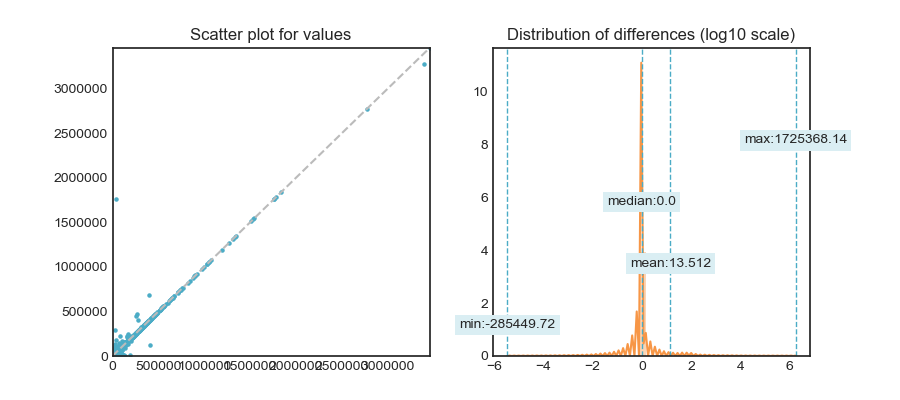 Scatter plot for values
3000000
2500000
2000000
1500000
1000000
500000
0
0 500000 1000000 1500000 2000000 2500000 3000000
Distribution of differences (log10 scale)
10
8
6
4
2
0
max:1725368.14
median:0.0
mean:13.512
min:-285449.72
−6 −4 −2 0 2 4 6